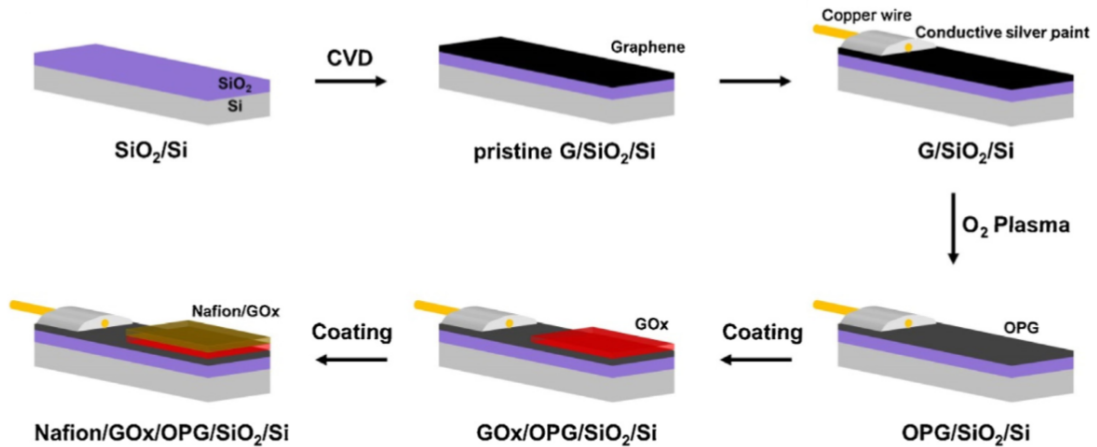 CVD
Graphene
Copper wire
Conductive silver paint
SiO₂
Si
SiO₂/Si
pristine G/SiO₂/Si
G/SiO₂/Si
O₂ Plasma
Nafion/GOx
Coating
GOx
Coating
OPG
Nafion/GOx/OPG/SiO₂/Si
GOx/OPG/SiO₂/Si
OPG/SiO₂/Si